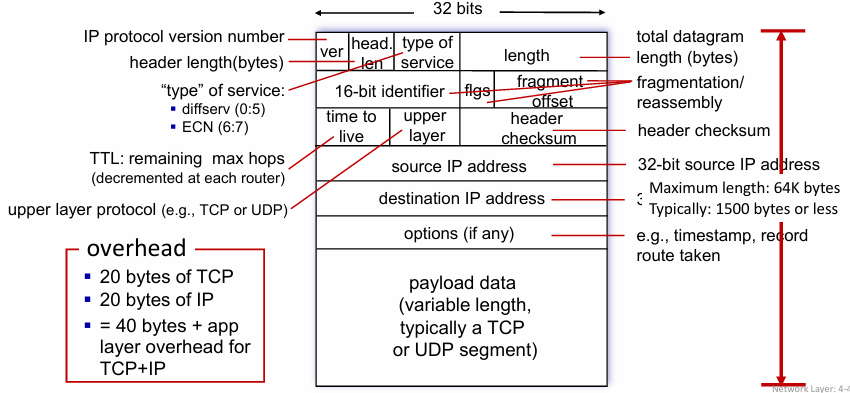 32 bits
IP protocol version number
header length(bytes)
"type" of service:
diffserv (0:5)
ECN (6:7)
TTL: remaining max hops
(decremented at each router)
upper layer protocol (e.g., TCP or UDP)
overhead
20 bytes of TCP
20 bytes of IP
= 40 bytes + app
layer overhead for
TCP+IP
ver
head.
len
type of
service
length
16-bit identifier
flgs
fragment
offset
time to
live
upper
layer
header
checksum
source IP address
destination IP address
options (if any)
payload data
(variable length,
typically a TCP
or UDP segment)
total datagram
length (bytes)
fragmentation/
reassembly
header checksum
32-bit source IP address
Maximum length: 64K bytes
Typically: 1500 bytes or less
e.g., timestamp, record
route taken
Network Layer: 4-4